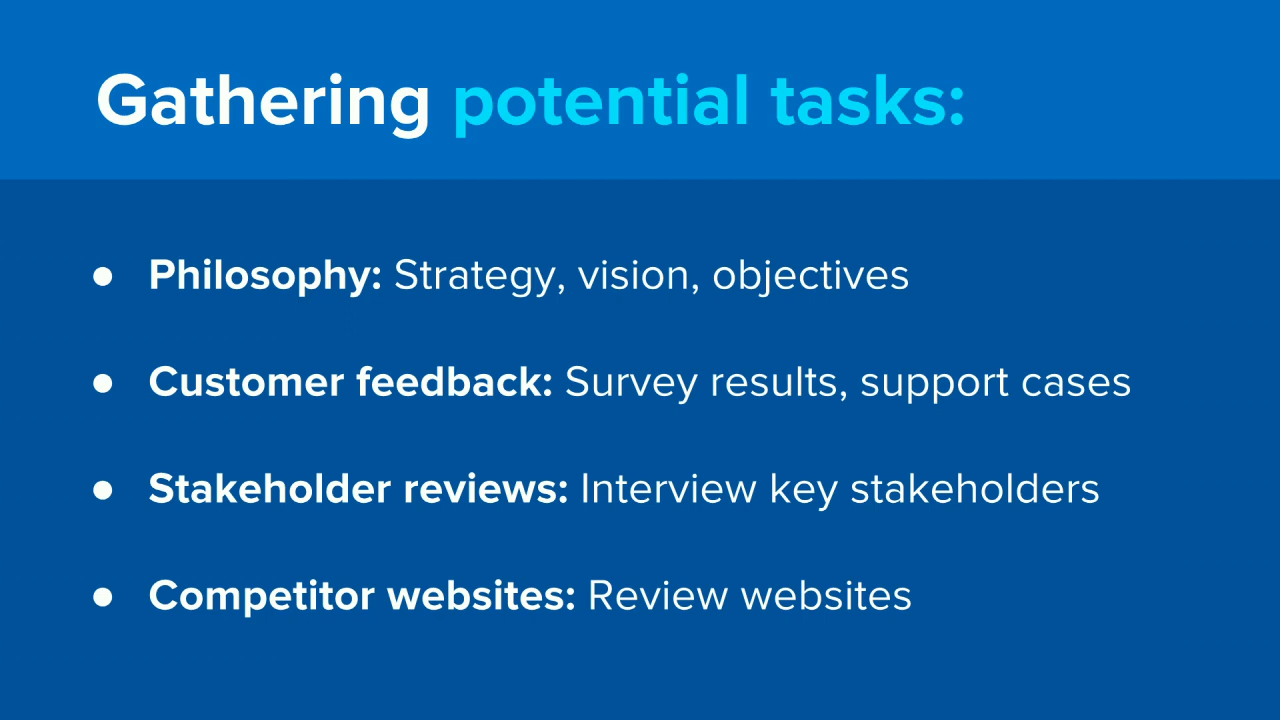 Gathering potential tasks:
● Philosophy: Strategy, vision, objectives
● Customer feedback: Survey results, support cases
● Stakeholder reviews: Interview key stakeholders
● Competitor websites: Review websites